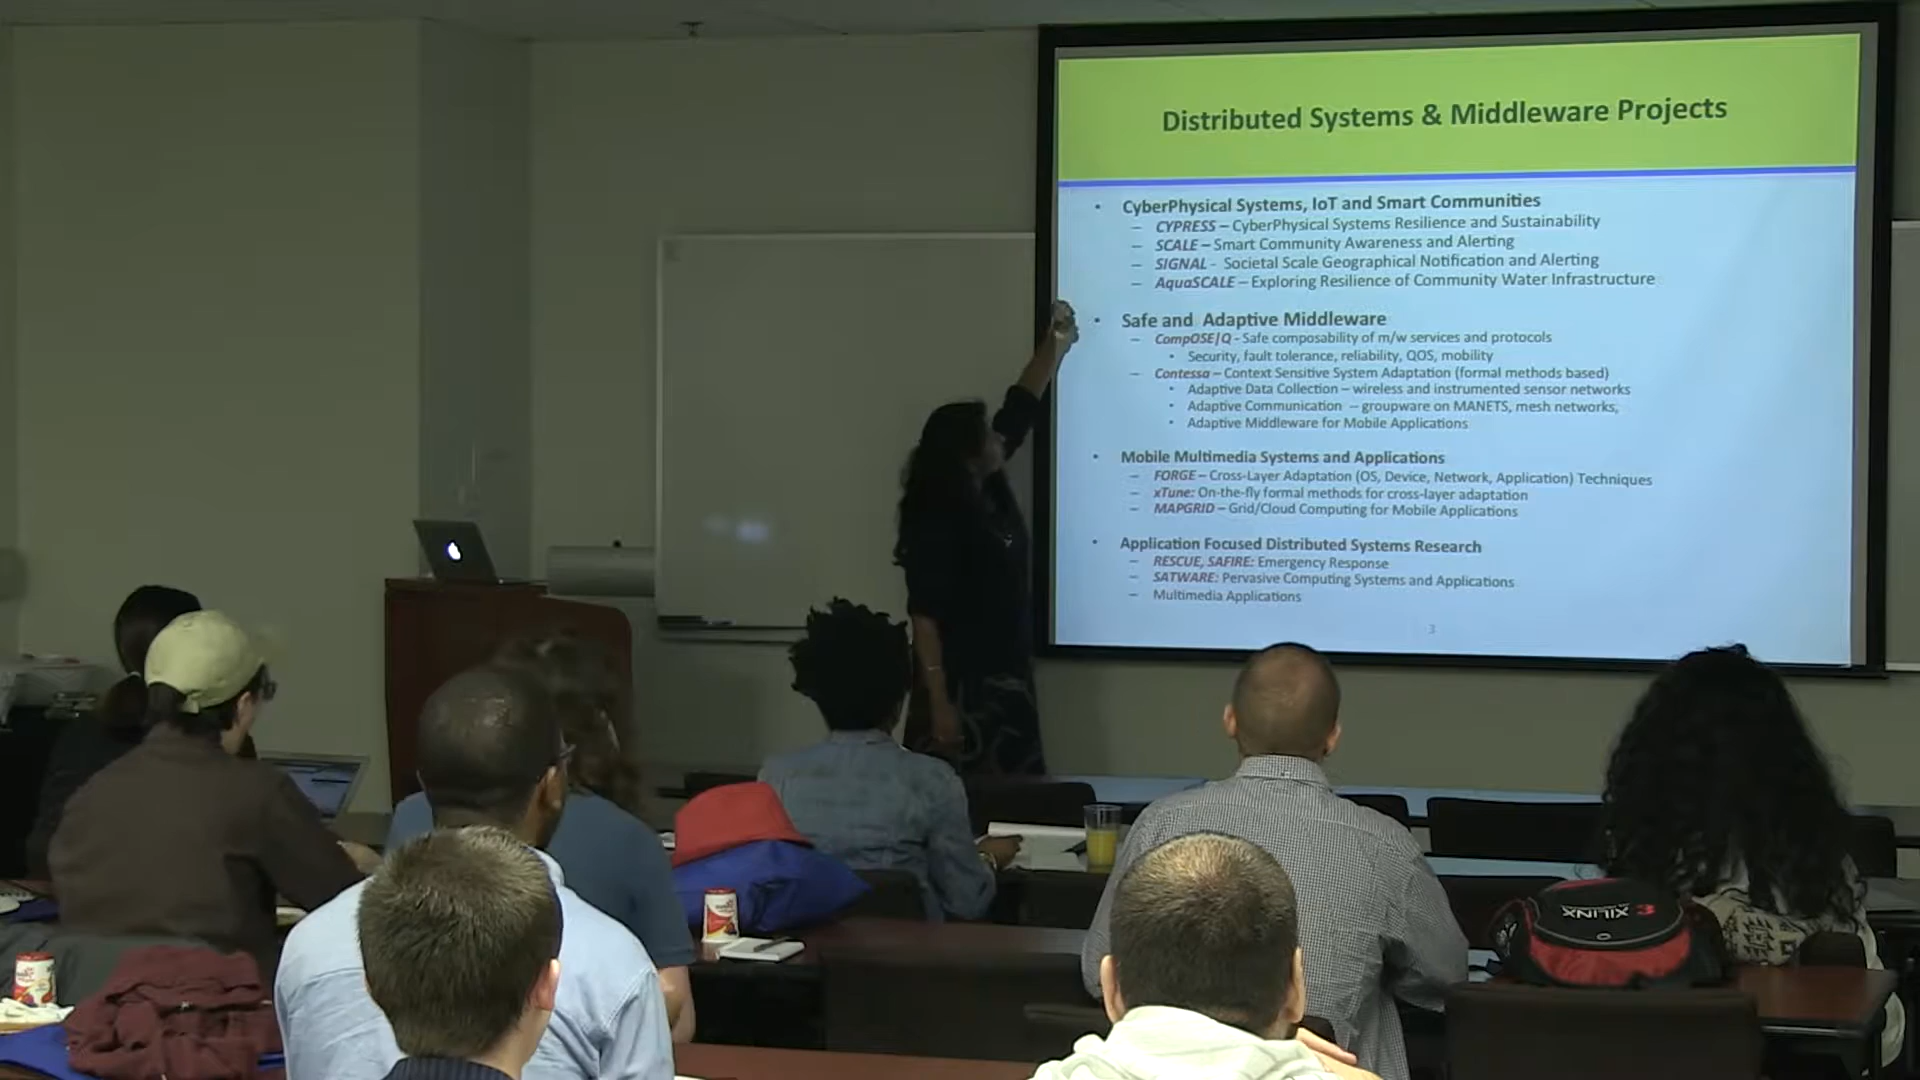 Distributed Systems & Middleware Projects
• CyberPhysical Systems, IoT and Smart Communities
– CYPRESS – CyberPhysical Systems Resilience and Sustainability
– SCALE – Smart Community Awareness and Alerting
– SIGNAL - Societal Scale Geographical Notification and Alerting
– AquaSCALE – Exploring Resilience of Community Water Infrastructure
• Safe and Adaptive Middleware
– CompOSE|Q - Safe composability of m/w services and protocols
• Security, fault tolerance, reliability, QOS, mobility
– Contessa – Context Sensitive System Adaptation (formal methods based)
• Adaptive Data Collection – wireless and instrumented sensor networks
• Adaptive Communication – groupware on MANETS, mesh networks,
• Adaptive Middleware for Mobile Applications
• Mobile Multimedia Systems and Applications
– FORGE – Cross-Layer Adaptation (OS, Device, Network, Application) Techniques
– xTune: On-the-fly formal methods for cross-layer adaptation
– MAPGRID – Grid/Cloud Computing for Mobile Applications
• Application Focused Distributed Systems Research
– RESCUE, SAFIRE: Emergency Response
– SATWARE: Pervasive Computing Systems and Applications
– Multimedia Applications
3
XILINX